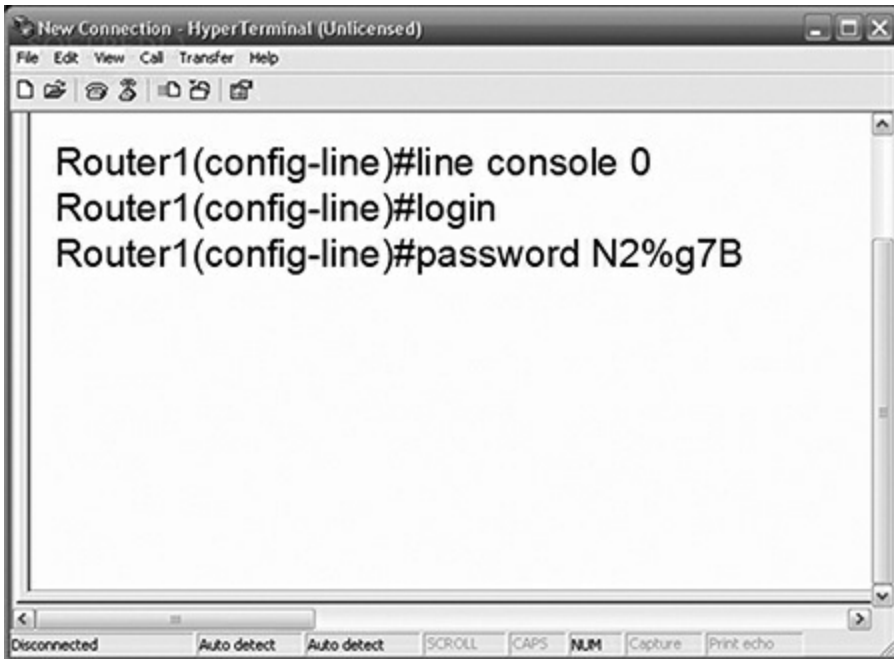 New Connection - HyperTerminal (Unlicensed)
File Edit View Call Transfer Help
Router1(config-line)#line console 0
Router1(config-line)#login
Router1(config-line)#password N2%g7B
Disconnected Auto detect Auto detect SCROLL CAPS NUM Capture Print echo